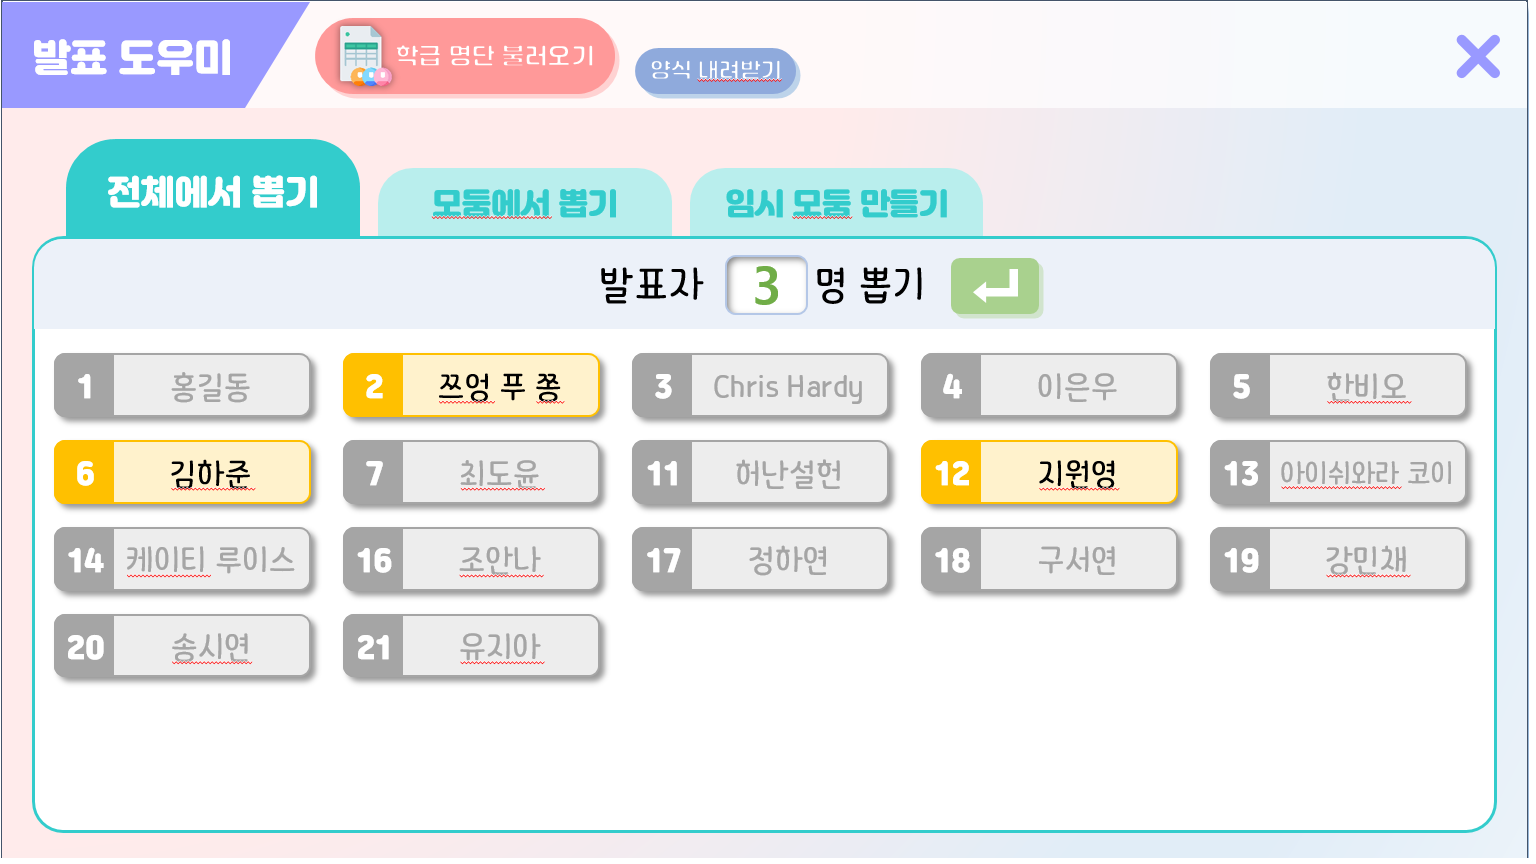 발표 도우미
학급 명단 불러오기
양식 내려받기
전체에서 뽑기
모둠에서 뽑기
임시 모둠 만들기
발표자 3 명 뽑기
1 홍길동
2 쯔엉 푸 쫑
3 Chris Hardy
4 이은우
5 한비오
6 김하준
7 최도윤
11 허난설헌
12 지원영
13 아이쉬와라 코이
14 케이티 루이스
16 조안나
17 정하연
18 구서연
19 강민채
20 송시연
21 유지아